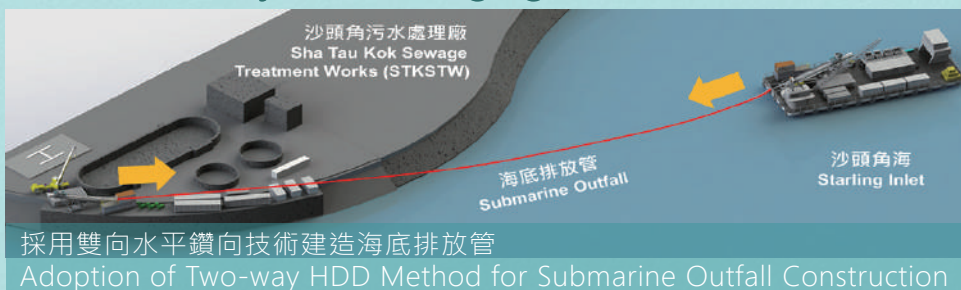 沙頭角污水處理廠
Sha Tau Kok Sewage
Treatment Works (STKSTW)
H
海底排放管
Submarine Outfall
沙頭角海
Starling Inlet
採用雙向水平鑽向技術建造海底排放管
Adoption of Two-way HDD Method for Submarine Outfall Construction